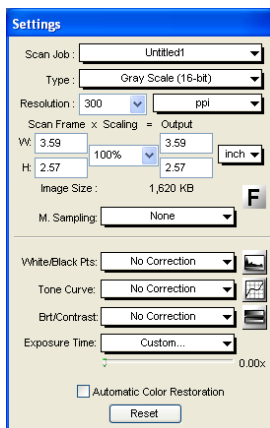 Settings
Scan Job : Untitled1
Type : Gray Scale (16-bit)
Resolution : 300 ppi
Scan Frame x Scaling = Output
W: 3.59 100% 3.59 inch
H: 2.57 2.57
Image Size : 1,620 KB
F
M. Sampling: None
White/Black Pts: No Correction
Tone Curve: No Correction
Brt/Contrast: No Correction
Exposure Time: Custom...
0.00x
Automatic Color Restoration
Reset